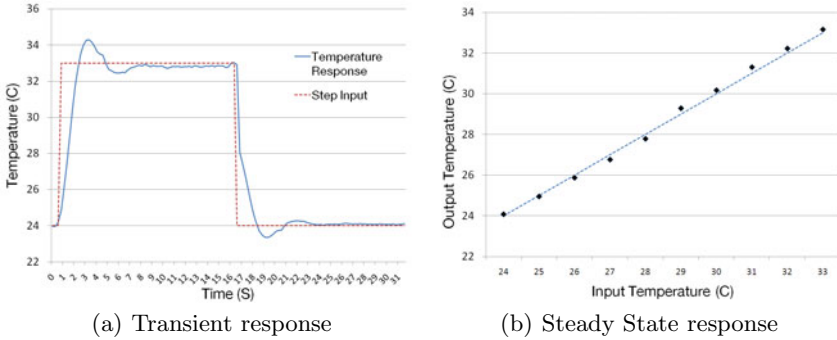 36
34
32
30
28
26
24
22
Temperature (C)
Temperature
Response
Step Input
0 1 2 3 4 5 6 7 8 9 10 11 12 13 14 15 16 17 19 20 21 22 23 24 25 26 27 28 29 30 31
Time (S)
(a) Transient response
34
32
30
28
26
24
22
Output Temperature (C)
24 25 26 27 28 29 30 31 32 33
Input Temperature (C)
(b) Steady State response